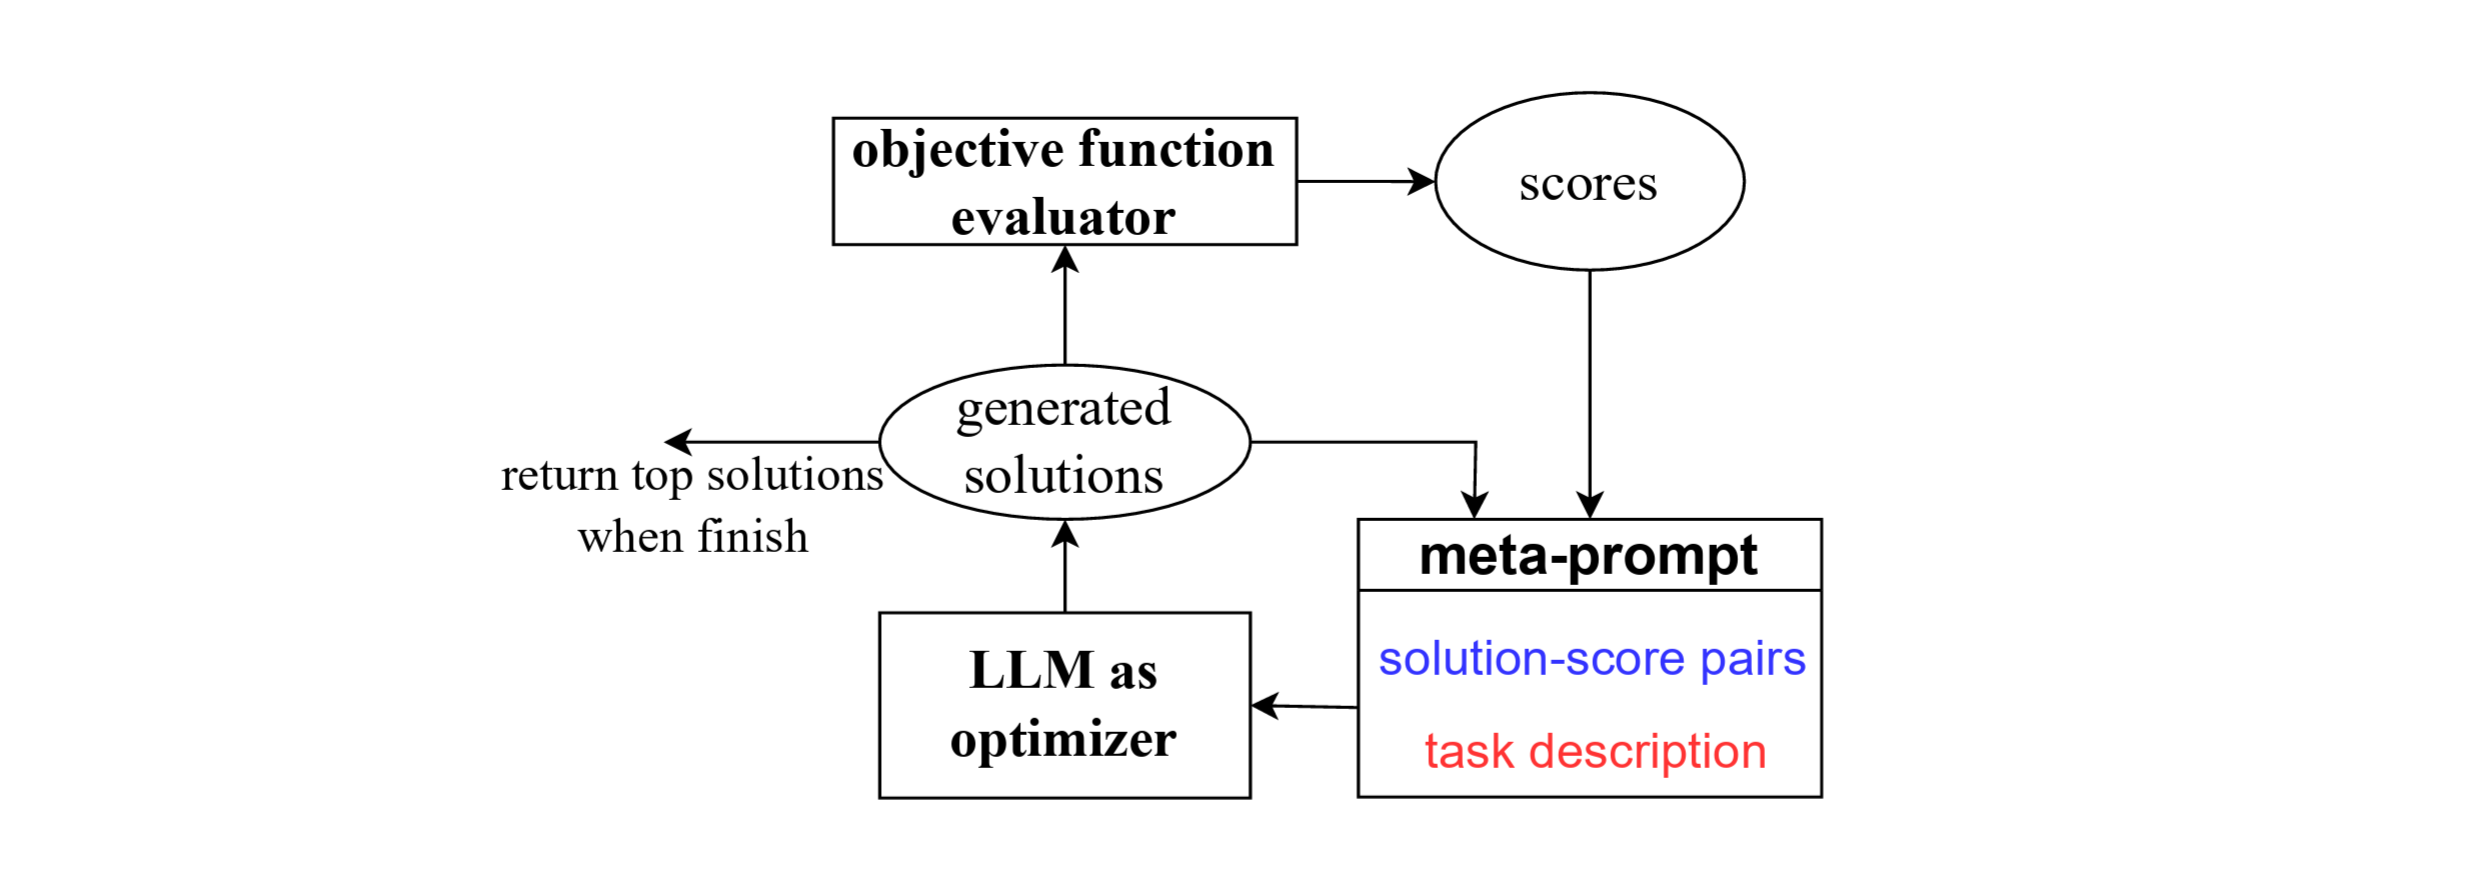 objective function
evaluator
scores
generated
solutions
return top solutions
when finish
meta-prompt
solution-score pairs
task description
LLM as
optimizer